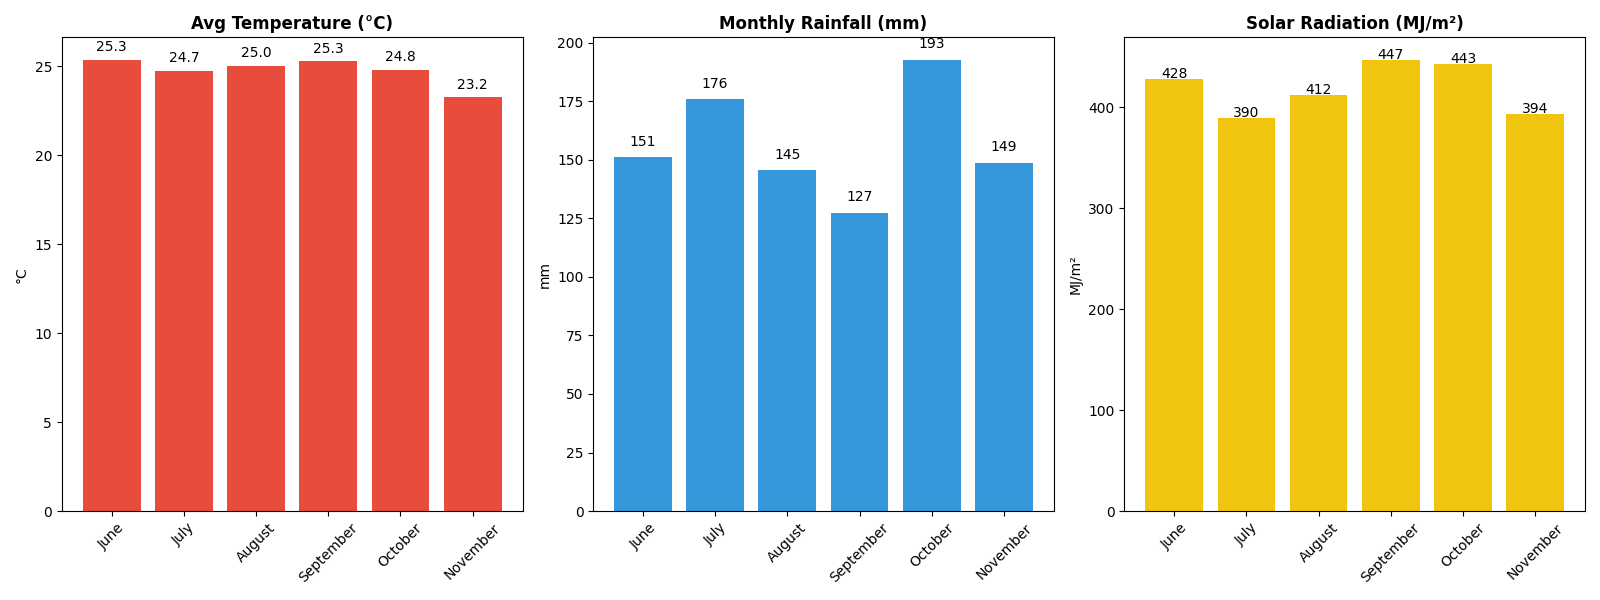 Avg Temperature (°C)
25.3
24.7
25.0
25.3
24.8
23.2
25
20
15
10
5
0
°C
June
July
August
September
October
November
Monthly Rainfall (mm)
151
176
145
127
193
149
200
175
150
125
100
75
50
25
0
mm
June
July
August
September
October
November
Solar Radiation (MJ/m²)
428
390
412
447
443
394
400
300
200
100
0
MJ/m²
June
July
August
September
October
November